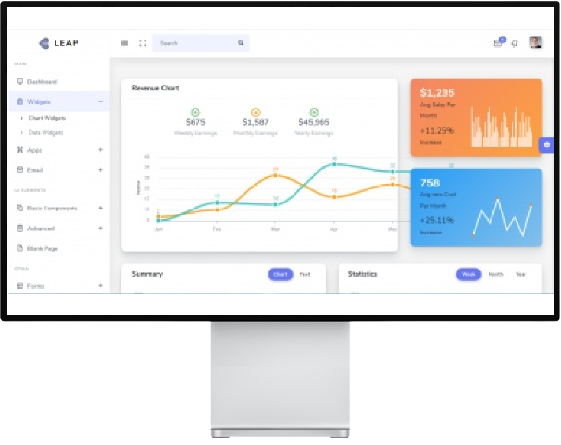 LEAP
Search
Dashboard
Widgets
Chart Widgets
Data Widgets
Apps
Email
UI ELEMENTS
Basic Components
Advanced
Blank Page
Forms
Revenue Chart
$675
Weekly Earnings
$1,587
Monthly Earnings
$45,965
Yearly Earnings
Income
Jan
Feb
Mar
Apr
May
$1,235
Avg Sales Per
Month
+11.25%
Increase
758
Avg new Cust
Per Month
+25.11%
Increase
Summary
Chart
Text
Statistics
Week
Month
Year